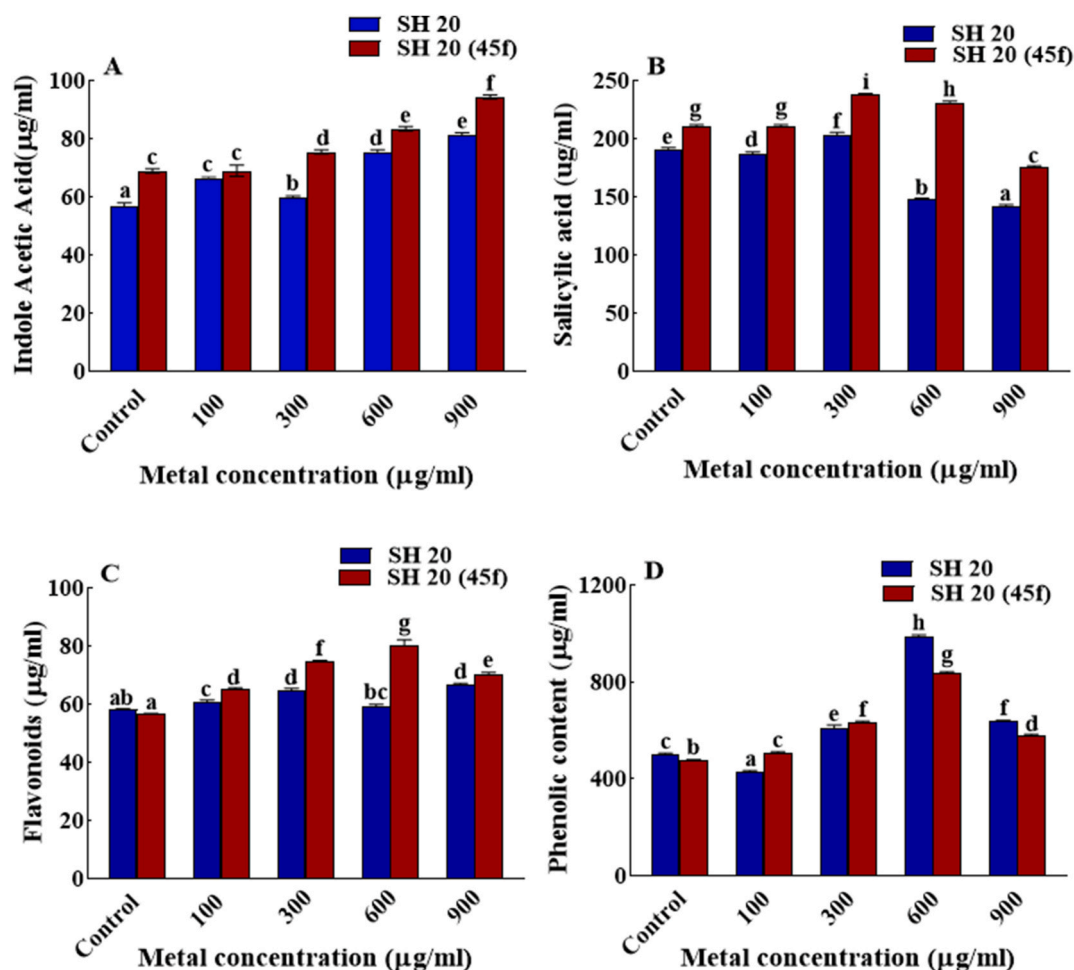 SH 20
SH 20 (45f)
A
Indole Acetic Acid(μg/ml)
100
80
60
40
20
0
a
c
c
c
b
d
d
e
e
f
Control
100
300
600
900
Metal concentration (μg/ml)
SH 20
SH 20 (45f)
B
Salicylic acid (ug/ml)
250
200
150
100
50
0
e
g
d
g
f
i
b
h
a
c
Control
100
300
600
900
Metal concentration (μg/ml)
SH 20
SH 20 (45f)
C
Flavonoids (μg/ml)
100
80
60
40
20
0
ab
a
c
d
d
f
bc
g
d
e
Control
100
300
600
900
Metal concentration (μg/ml)
SH 20
SH 20 (45f)
D
Phenolic content (μg/ml)
1200
800
400
0
c
b
a
c
e
f
h
g
f
d
Control
100
300
600
900
Metal concentration (μg/ml)